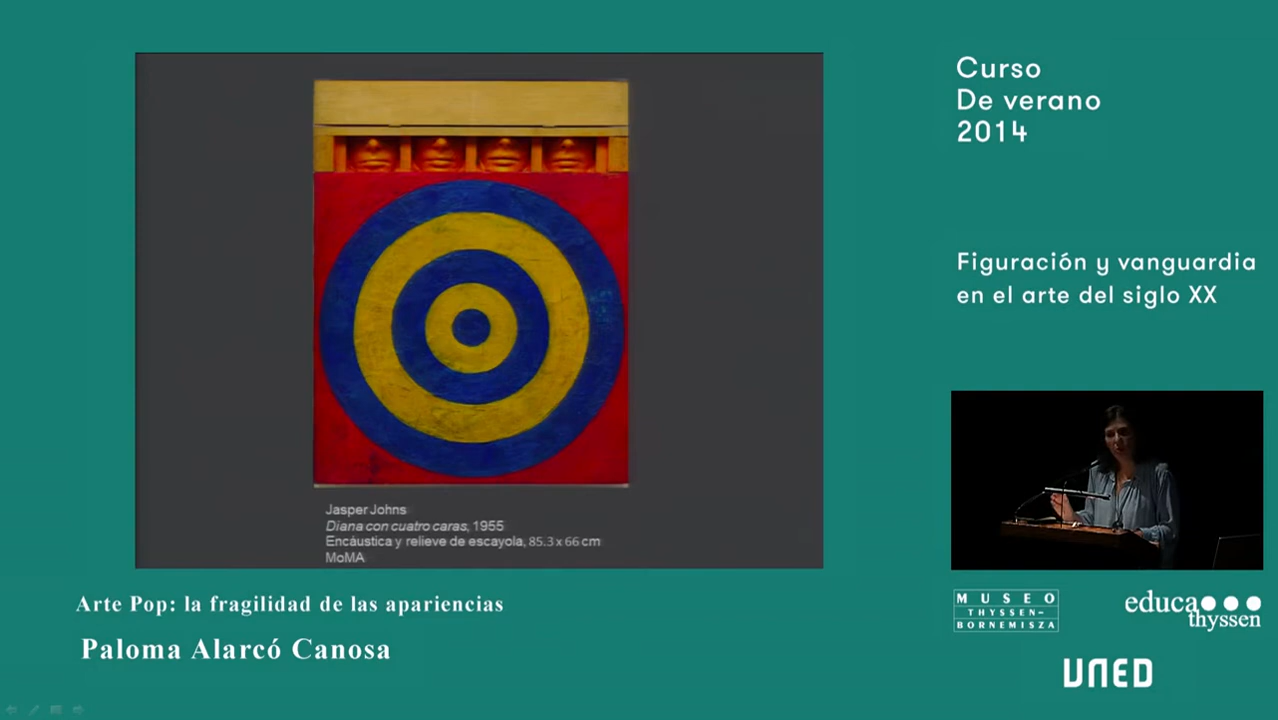 Curso
De verano
2014
Figuración y vanguardia
en el arte del siglo XX
Jasper Johns
Diana con cuatro caras, 1955
Encáustica y relieve de escayola, 85.3 x 66 cm
MoMA
Arte Pop: la fragilidad de las apariencias
Paloma Alarcó Canosa
MUSEO
THYSSEN-
BORNEMISZA
educa
thyssen
UNED